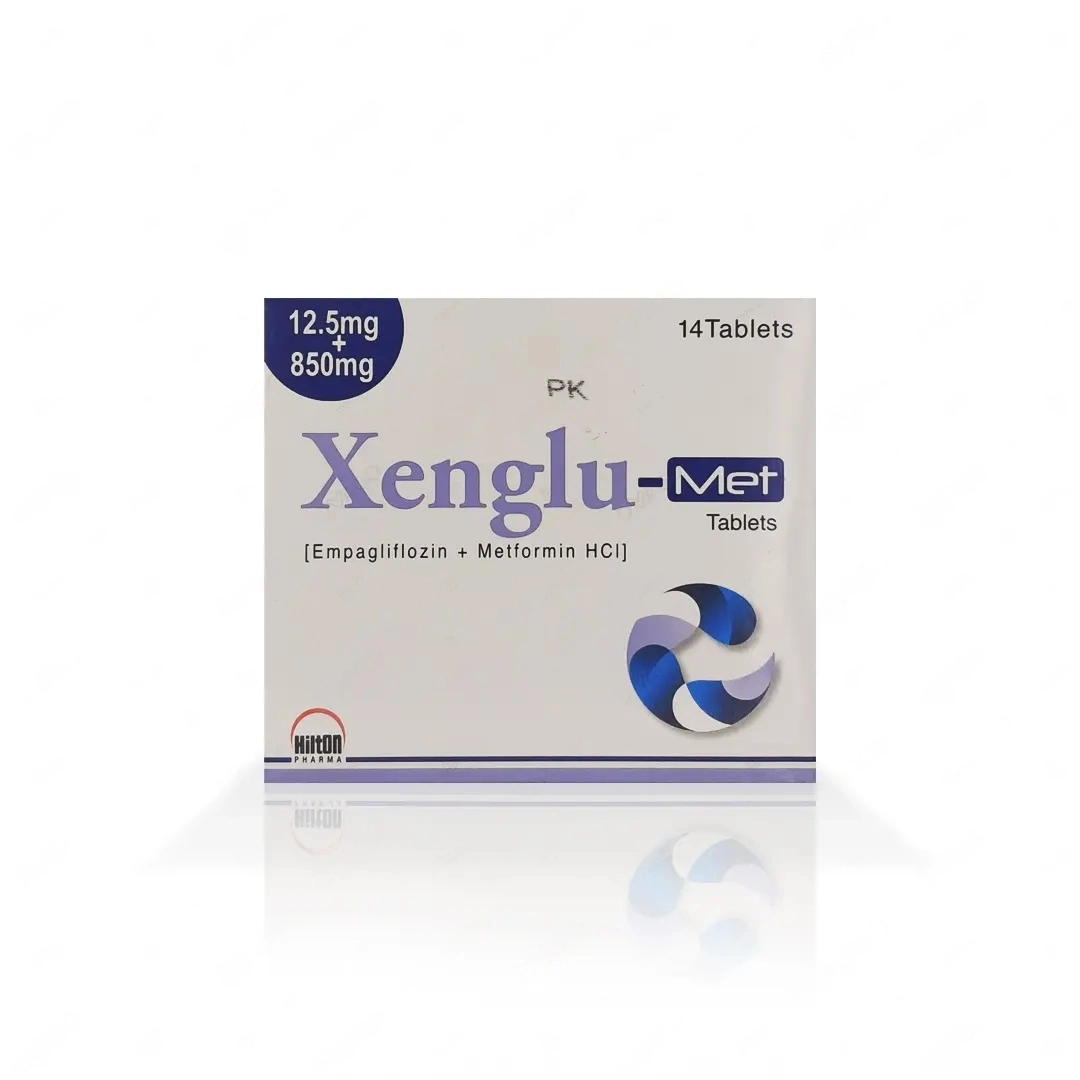 12.5mg
+
850mg
14Tablets
PK
Xenglu-Met
Tablets
[Empagliflozin + Metformin HCl]
Hilton
PHARMA